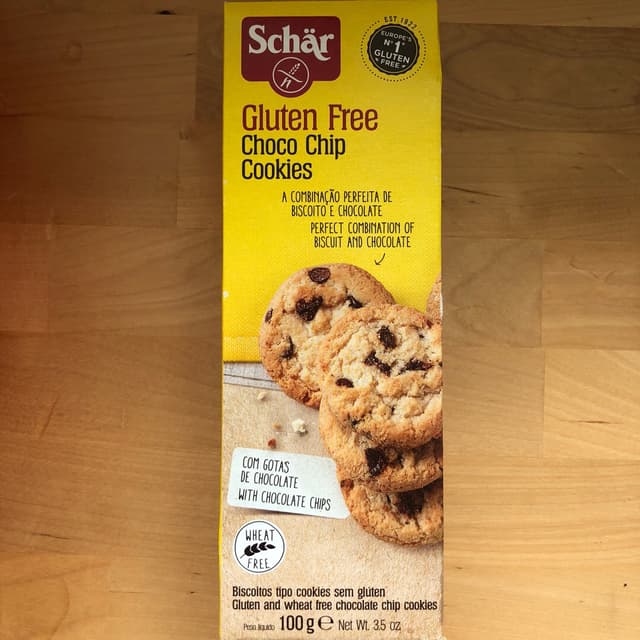 Schär
EST. 1922
EUROPE'S
Nº1*
GLUTEN
FREE
Gluten Free
Choco Chip
Cookies
A COMBINAÇÃO PERFEITA DE
BISCOITO E CHOCOLATE
PERFECT COMBINATION OF
BISCUIT AND CHOCOLATE
COM GOTAS
DE CHOCOLATE
WITH CHOCOLATE CHIPS
WHEAT
FREE
Biscoitos tipo cookies sem glúten
Gluten and wheat free chocolate chip cookies
Peso líquido 100 g ℮ Net Wt. 3.5 oz